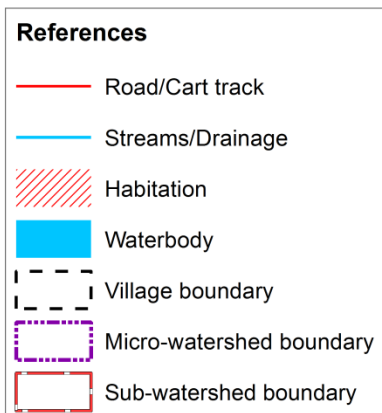 References
Road/Cart track
Streams/Drainage
Habitation
Waterbody
Village boundary
Micro-watershed boundary
Sub-watershed boundary